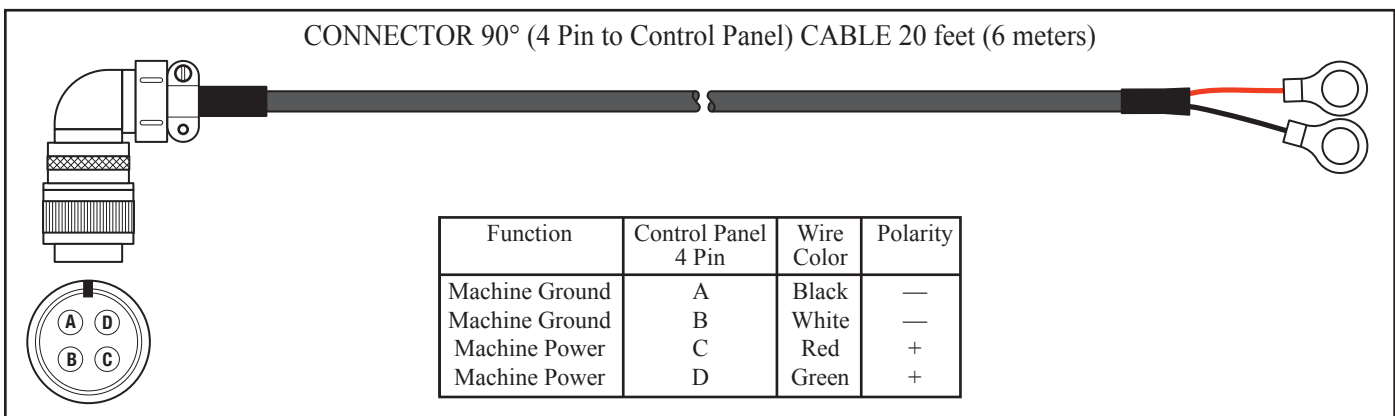 CONNECTOR 90° (4 Pin to Control Panel) CABLE 20 feet (6 meters)
Function Control Panel 4 Pin Wire Color Polarity
Machine Ground A Black —
Machine Ground B White —
Machine Power C Red +
Machine Power D Green +
A D
B C